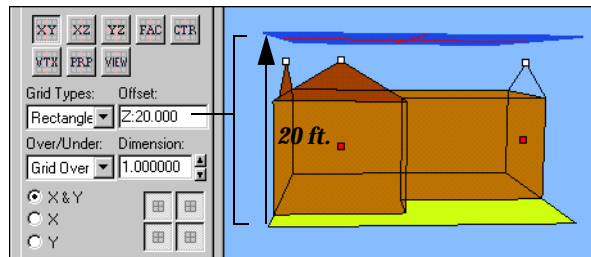 XY XZ YZ FAC CTR
VTX PRP VIEW
Grid Types: Offset:
Rectangle Z:20.000
Over/Under: Dimension:
Grid Over 1.000000
X & Y
X
Y
20 ft.